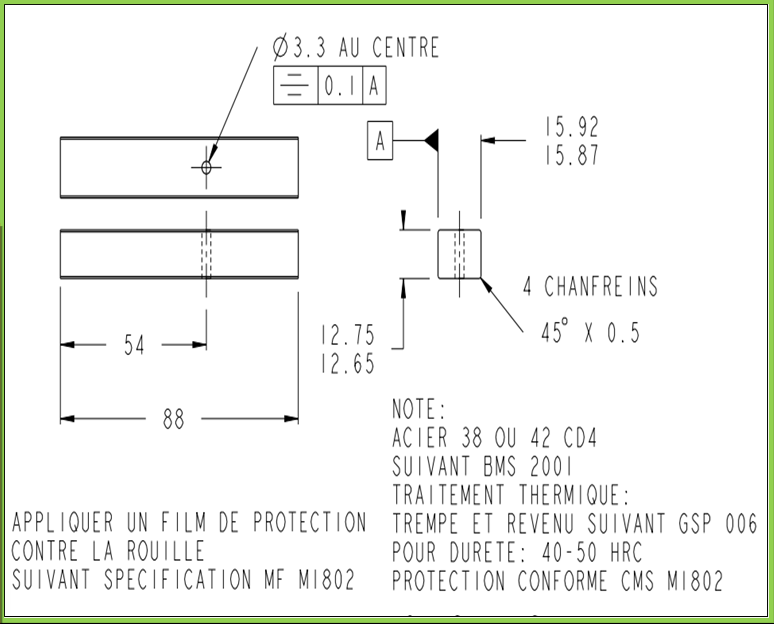 Ø3.3 AU CENTRE
0.1 A
A
15.92
15.87
4 CHANFREINS
45° X 0.5
12.75
12.65
54
88
NOTE:
ACIER 38 OU 42 CD4
SUIVANT BMS 2001
TRAITEMENT THERMIQUE:
TREMPE ET REVENU SUIVANT GSP 006
POUR DURETE: 40-50 HRC
PROTECTION CONFORME CMS M1802
APPLIQUER UN FILM DE PROTECTION
CONTRE LA ROUILLE
SUIVANT SPECIFICATION MF M1802